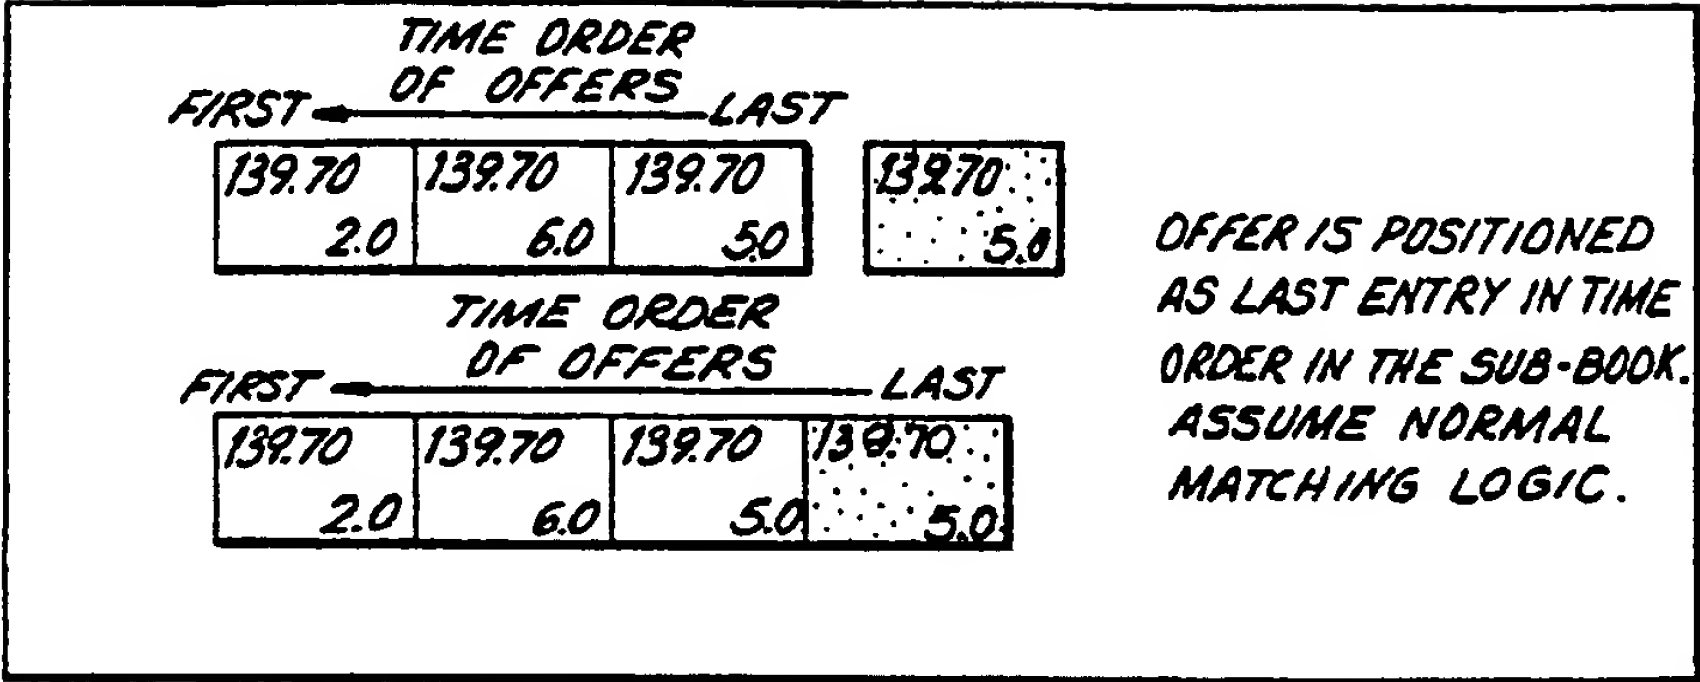 TIME ORDER
OF OFFERS
FIRST LAST
139.70 139.70 139.70 139.70
2.0 6.0 5.0 5.0
TIME ORDER
OF OFFERS
FIRST LAST
139.70 139.70 139.70 139.70
2.0 6.0 5.0 5.0
OFFER IS POSITIONED
AS LAST ENTRY IN TIME
ORDER IN THE SUB-BOOK.
ASSUME NORMAL
MATCHING LOGIC.